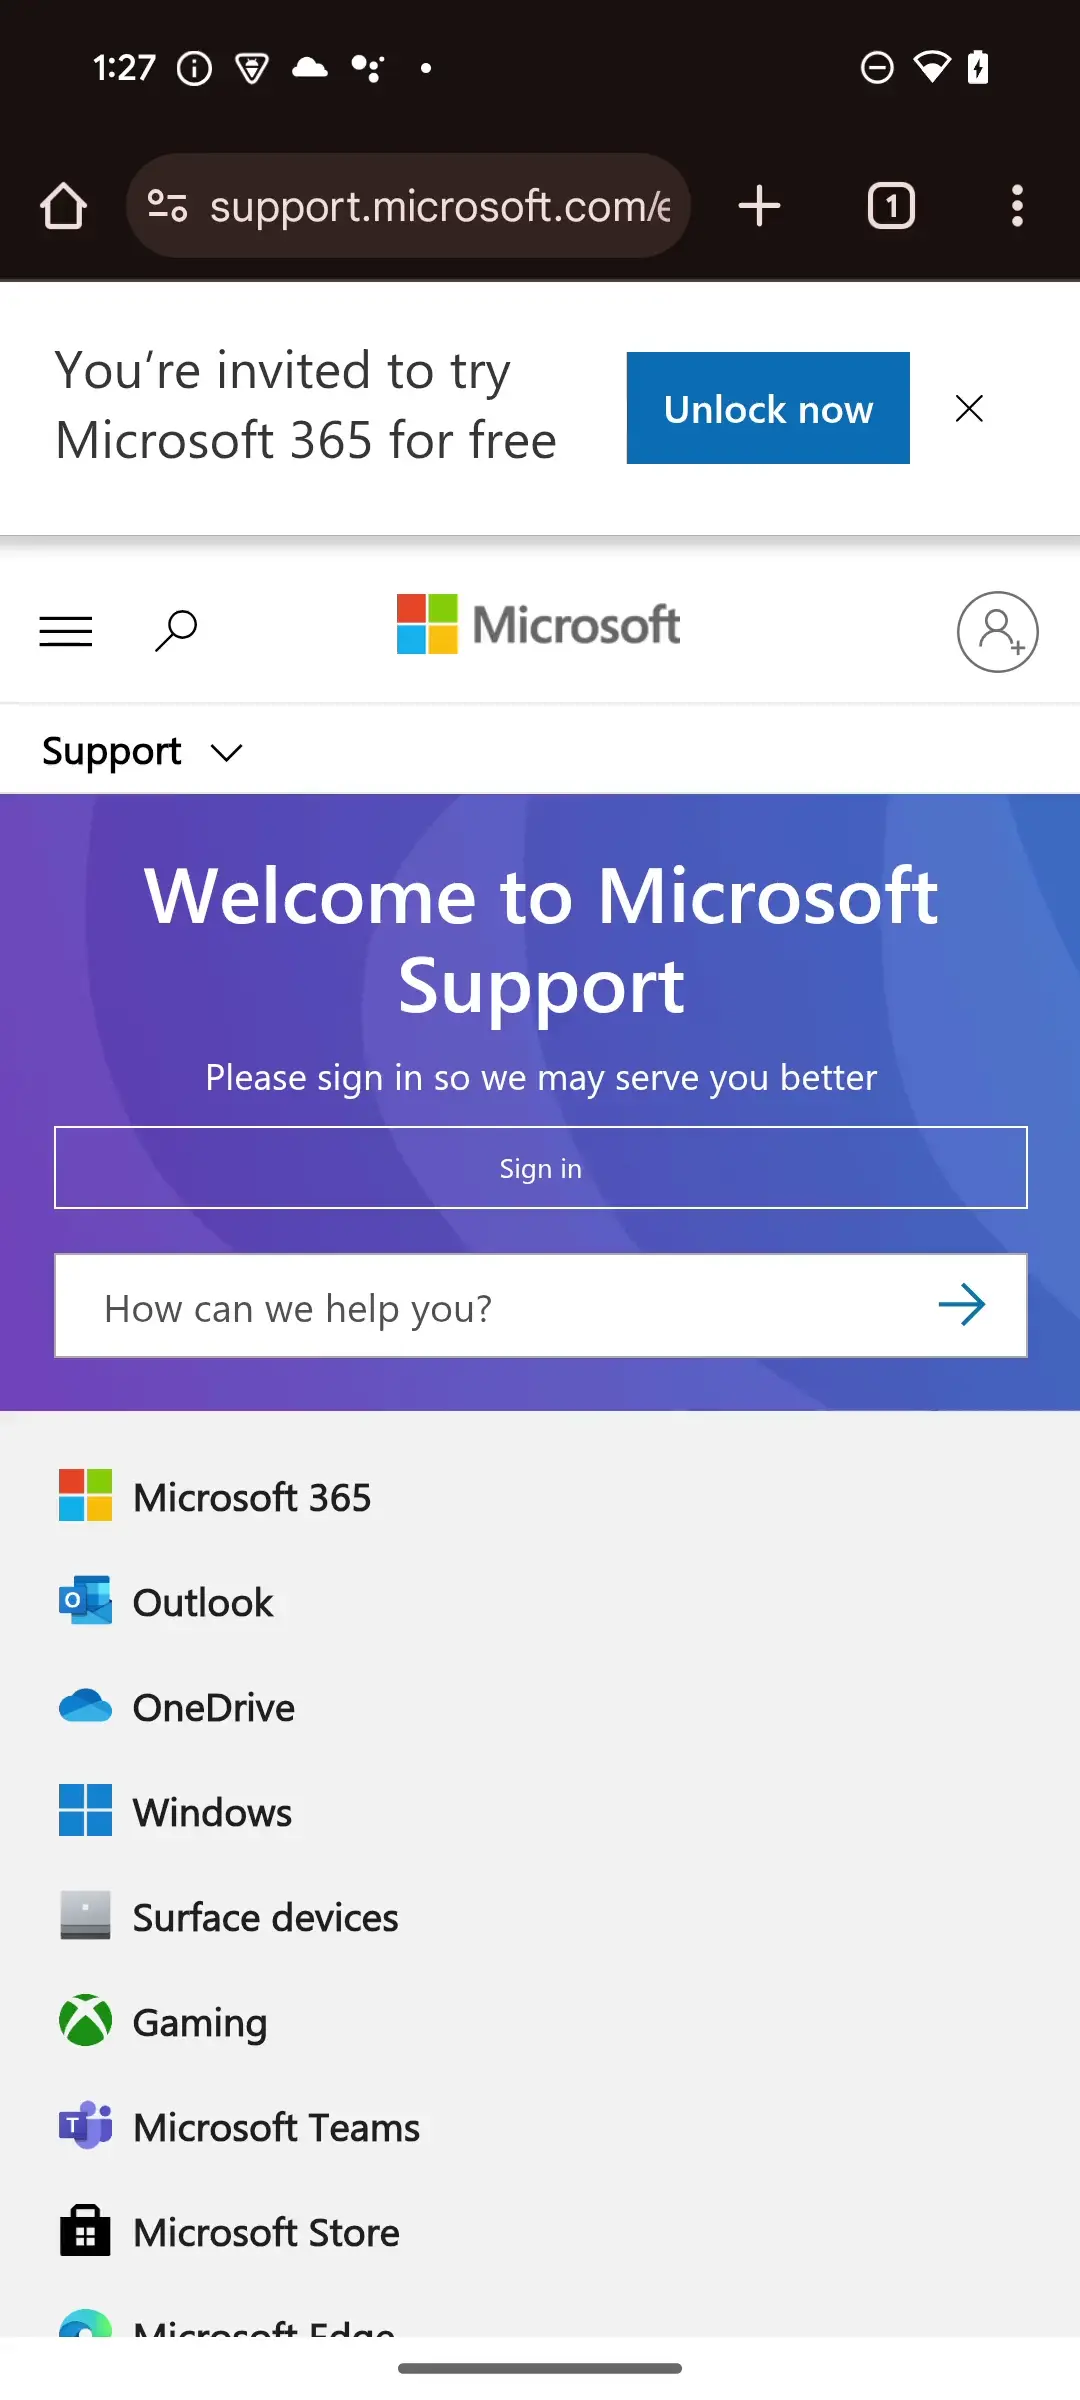 1:27
support.microsoft.com/e
1
You're invited to try
Microsoft 365 for free
Unlock now
Microsoft
Support
Welcome to Microsoft
Support
Please sign in so we may serve you better
Sign in
How can we help you?
Microsoft 365
Outlook
OneDrive
Windows
Surface devices
Gaming
Microsoft Teams
Microsoft Store
Microsoft Edge